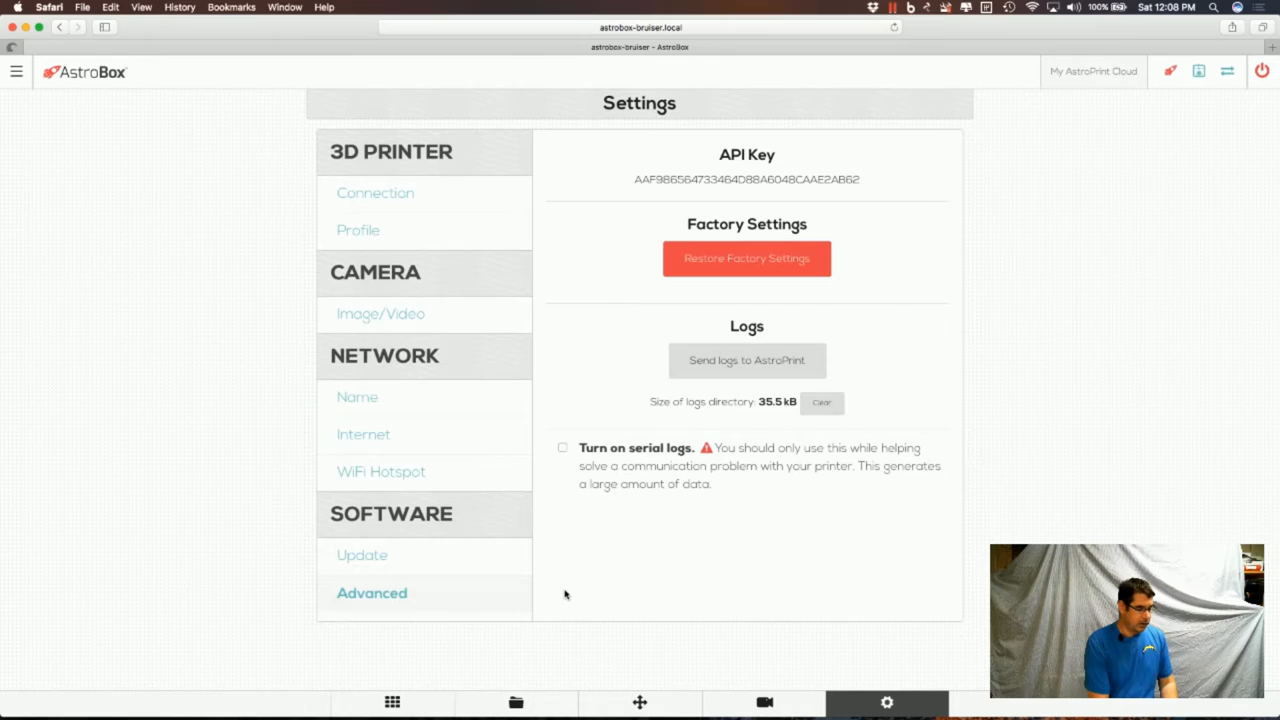 Safari File Edit View History Bookmarks Window Help
100% Sat 12:08 PM
astrobox-bruiser.local
astrobox-bruiser - AstroBox
AstroBox
My AstroPrint Cloud
Settings
3D PRINTER
Connection
Profile
CAMERA
Image/Video
NETWORK
Name
Internet
WiFi Hotspot
SOFTWARE
Update
Advanced
API Key
AAF986564733464D88A6048CAAE2AB62
Factory Settings
Restore Factory Settings
Logs
Send logs to AstroPrint
Size of logs directory: 35.5 kB Clear
Turn on serial logs. You should only use this while helping
solve a communication problem with your printer. This generates
a large amount of data.